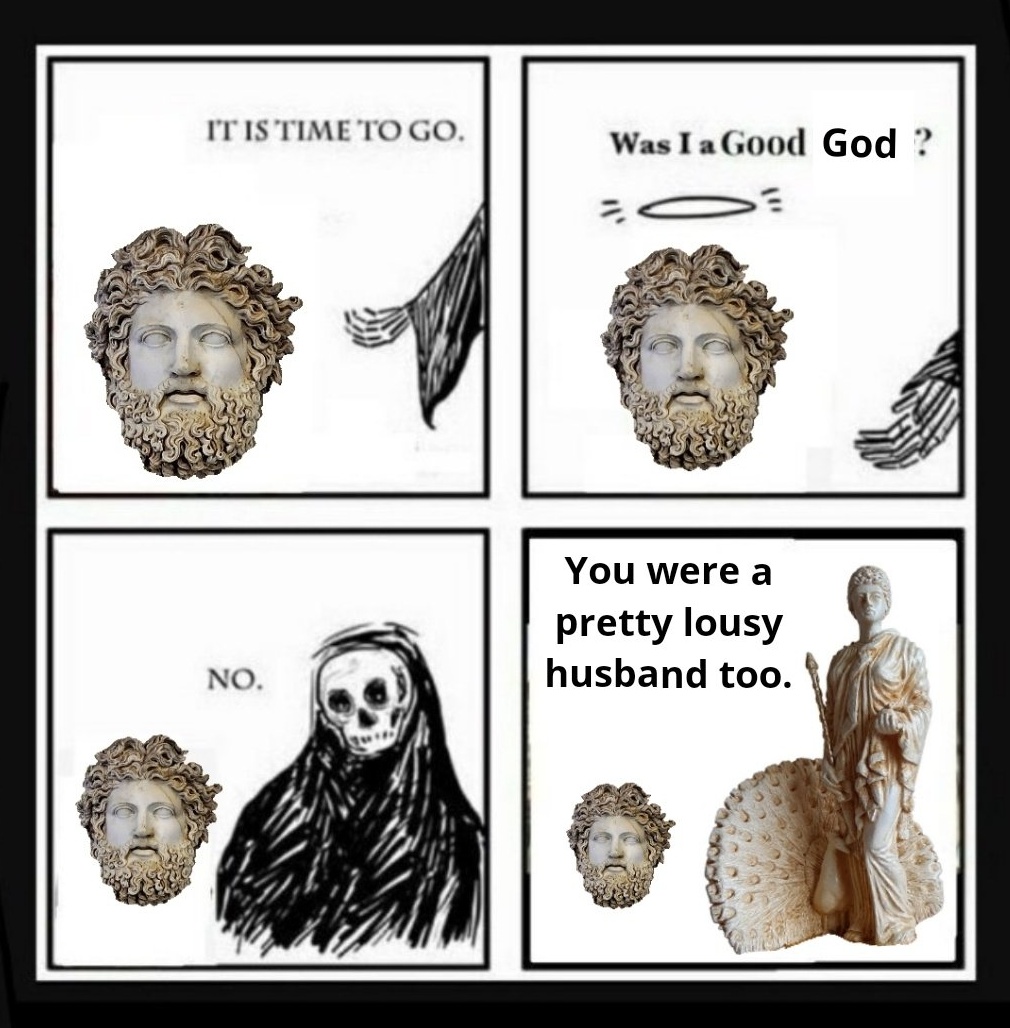 IT IS TIME TO GO.
Was I a Good God ?
NO.
You were a
pretty lousy
husband too.